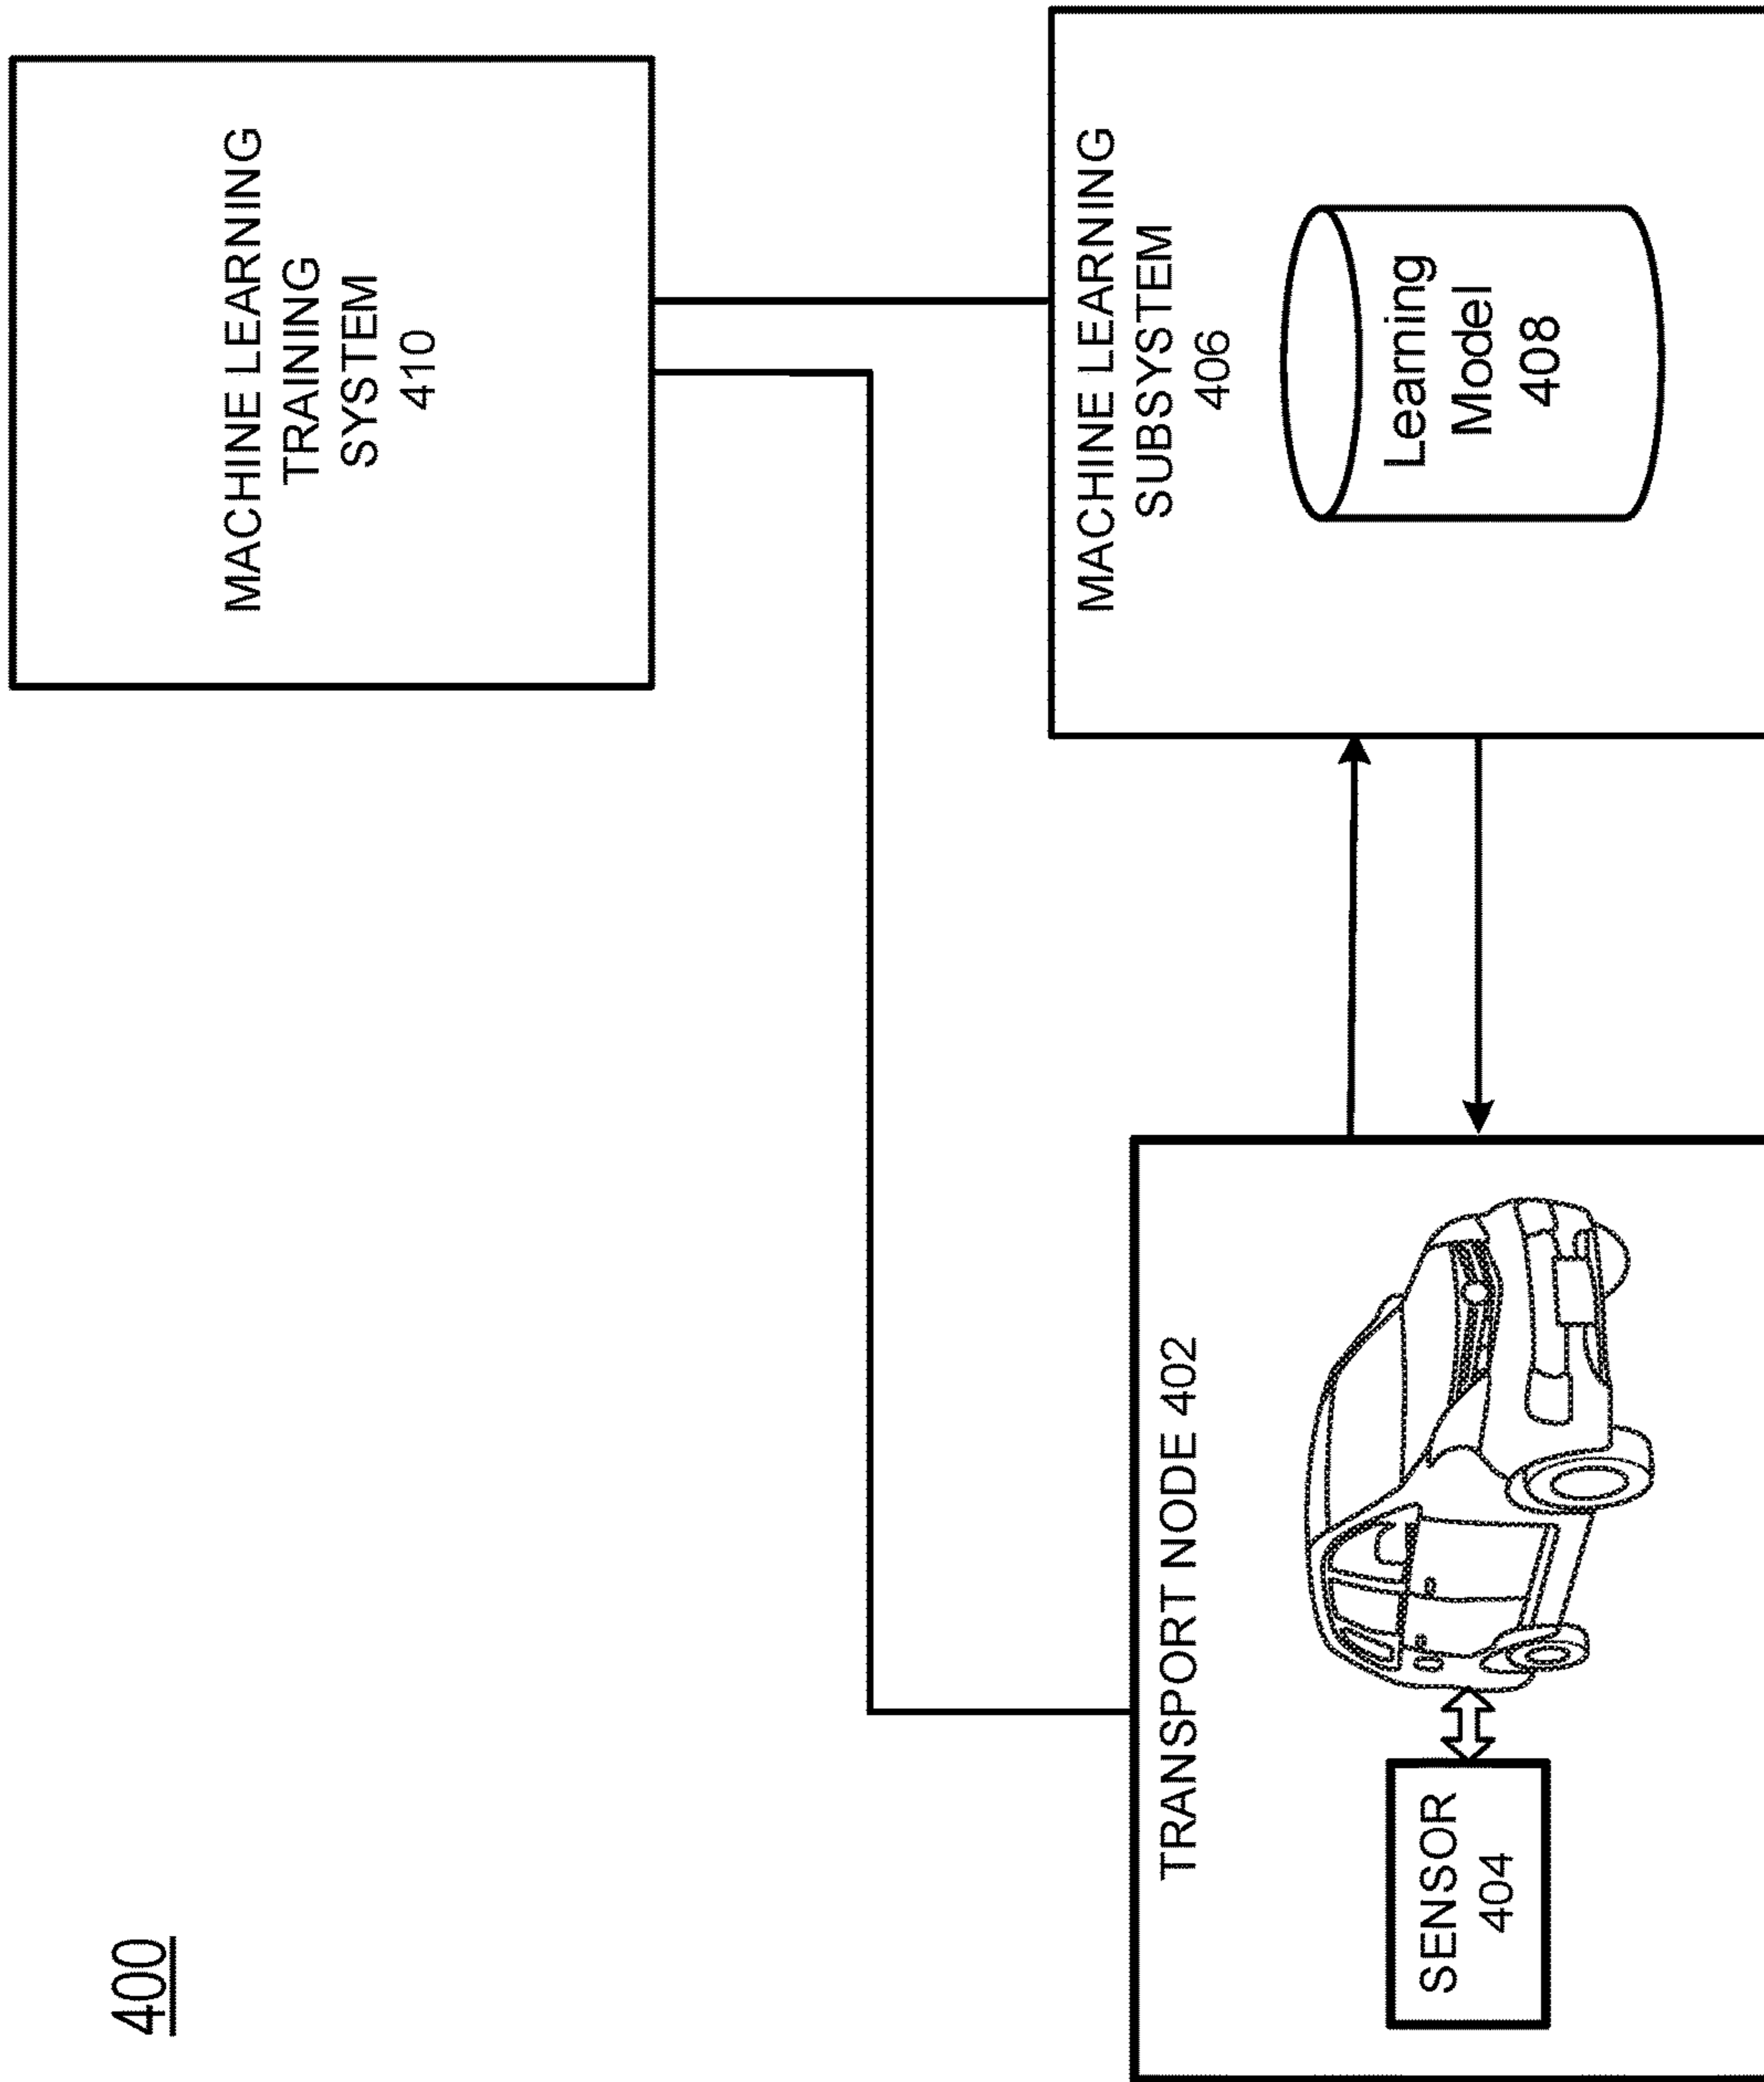 400
MACHINE LEARNING
TRAINING
SYSTEM
410
TRANSPORT NODE 402
SENSOR
404
MACHINE LEARNING
SUBSYSTEM
406
Learning
Model
408